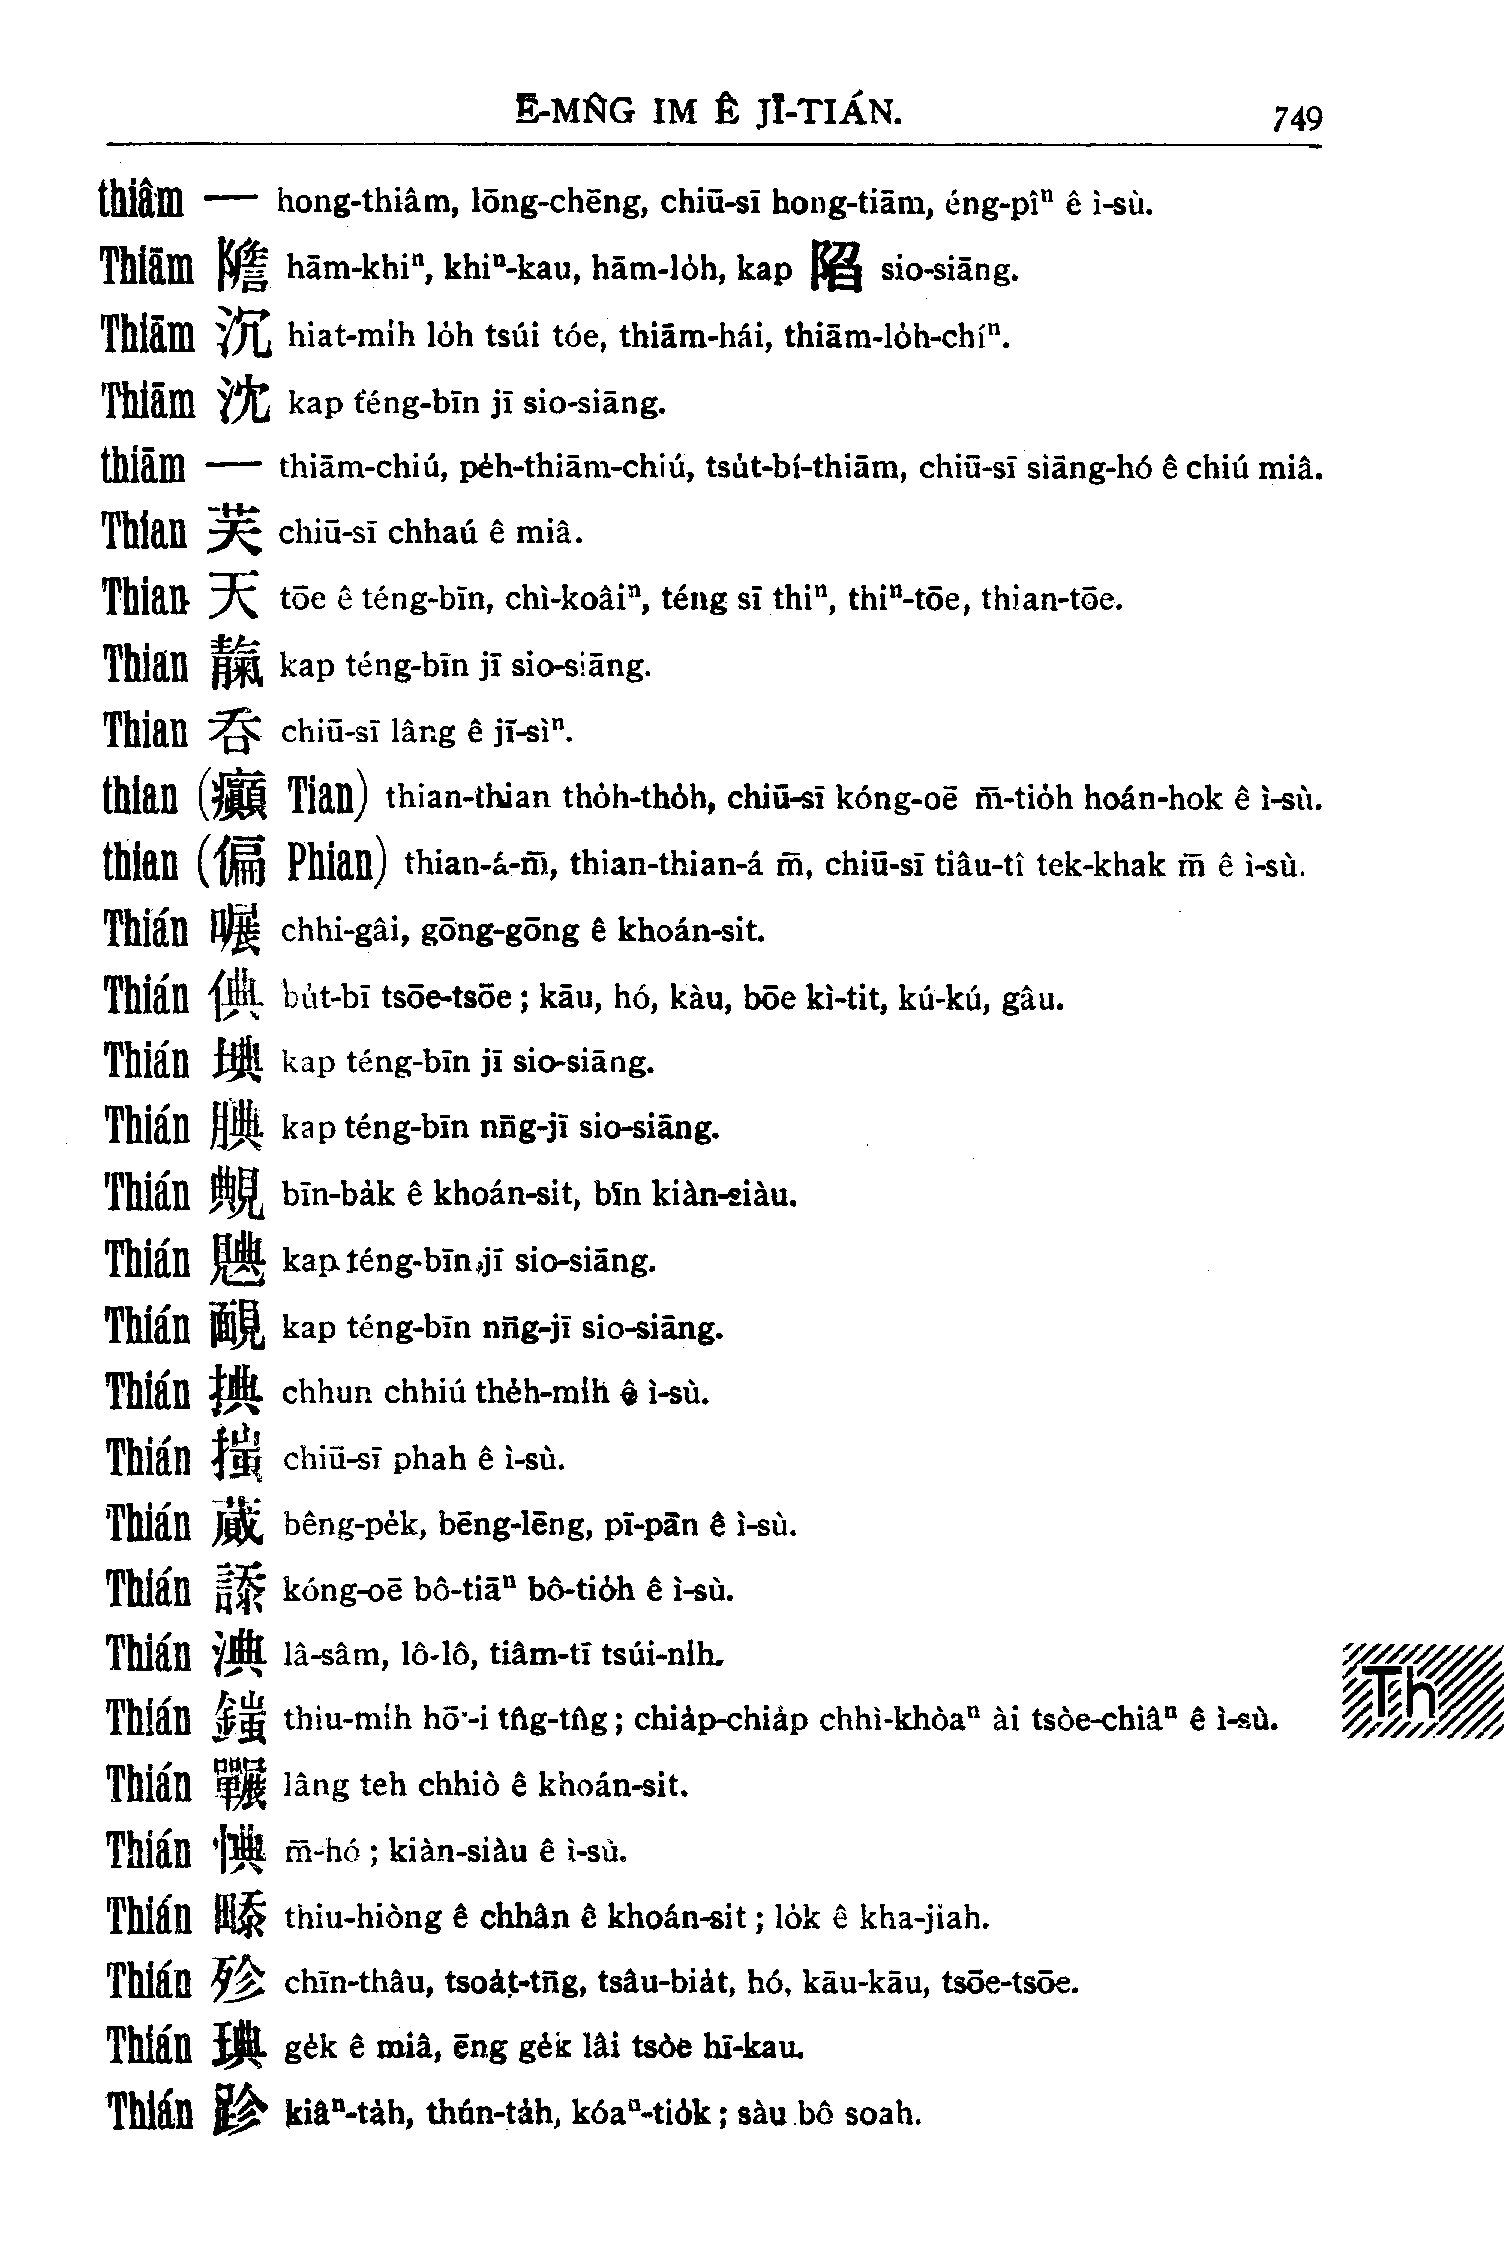 Ē-MN̂G IM Ê JĪ-TIÁN. 749
thiâm — hong-thiâm, lōng-chēng, chiū-sī hong-tiām, éng-pîⁿ ê ì-sù.
Thiām hām-khiⁿ, khiⁿ-kau, hām-lo̍h, kap 陷 sio-siāng.
Thiām 沉 hiat-mi̍h lo̍h tsúi tóe, thiām-hái, thiām-lo̍h-chíⁿ.
Thiām 沈 kap téng-bīn jī sio-siāng.
thiām — thiām-chiú, pe̍h-thiām-chiú, tsu̍t-bí-thiām, chiū-sī siāng-hó ê chiú miâ.
Thian 芺 chiū-sī chhaú ê miâ.
Thian 天 tōe ê téng-bīn, chì-koâiⁿ, téng sī thiⁿ, thiⁿ-tōe, thian-tōe.
Thian 靝 kap téng-bīn jī sio-siāng.
Thian 吞 chiū-sī lâng ê jī-sìⁿ.
thian (癲 Tian) thian-thian tho̍h-tho̍h, chiū-sī kóng-oē m̄-tio̍h hoán-hok ê ì-sù.
thian (偏 Phian) thian-á-m̄, thian-thian-á m̄, chiū-sī tiâu-tî tek-khak m̄ ê ì-sù.
Thián 囅 chhi-gâi, gōng-gōng ê khoán-sit.
Thián 倎 bu̍t-bī tsōe-tsōe; kāu, hó, kàu, bōe kì-tit, kú-kú, gâu.
Thián 㙉 kap téng-bīn jī sio-siāng.
Thián 腆 kap téng-bīn nn̄g-jī sio-siāng.
Thián 覥 bīn-ba̍k ê khoán-sit, bīn kiàn-siàu.
Thián kap téng-bīn jī sio-siāng.
Thián 靦 kap téng-bīn nn̄g-jī sio-siāng.
Thián 捵 chhun chhiú the̍h-mi̍h ê ì-sù.
Thián chiū-sī phah ê ì-sù.
Thián 蕆 bêng-pe̍k, bēng-lēng, pī-pān ê ì-sù.
Thián kóng-oē bô-tiāⁿ bô-tio̍h ê ì-sù.
Thián 淟 lâ-sâm, lô-lô, tiâm-tī tsúi-nih.
Thián thiu-mi̍h hō͘-i tn̂g-tn̂g; chia̍p-chia̍p chhì-khòaⁿ ài tsòe-chiâⁿ ê ì-sù.
Thián 囅 lâng teh chhiò ê khoán-sit.
Thián 惧 m̄-hó; kiàn-siàu ê ì-sù.
Thián thiu-hiòng ê chhân ê khoán-sit; lo̍k ê kha-jiah.
Thián 殄 chīn-thâu, tsoa̍t-tn̄g, tsâu-bia̍t, hó, kāu-kāu, tsōe-tsōe.
Thián 琠 ge̍k ê miâ, ēng ge̍k lâi tsòe hī-kau.
Thián 跈 kiâⁿ-ta̍h, thún-ta̍h, kóaⁿ-tio̍k; sàu bô soah.
Th